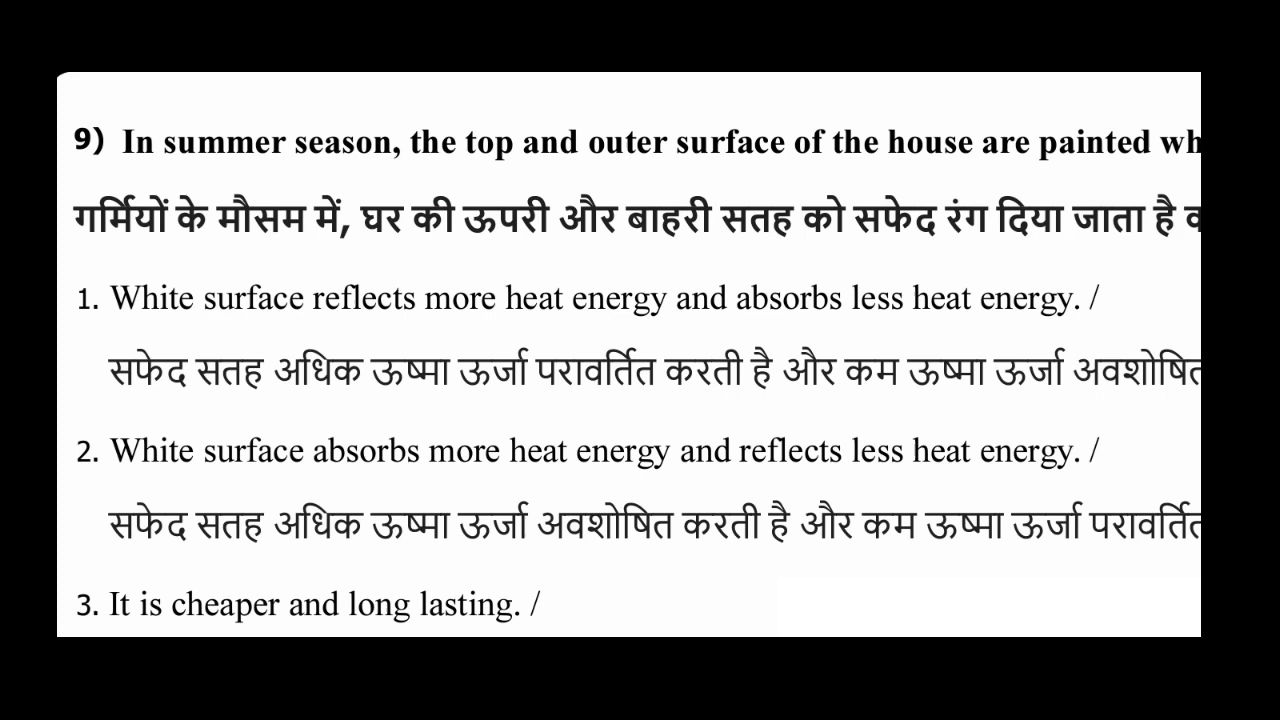 9) In summer season, the top and outer surface of the house are painted wh
गर्मियों के मौसम में, घर की ऊपरी और बाहरी सतह को सफेद रंग दिया जाता है
1. White surface reflects more heat energy and absorbs less heat energy. /
सफेद सतह अधिक ऊष्मा ऊर्जा परावर्तित करती है और कम ऊष्मा ऊर्जा अवशोषित
2. White surface absorbs more heat energy and reflects less heat energy. /
सफेद सतह अधिक ऊष्मा ऊर्जा अवशोषित करती है और कम ऊष्मा ऊर्जा परावर्तित
3. It is cheaper and long lasting. /